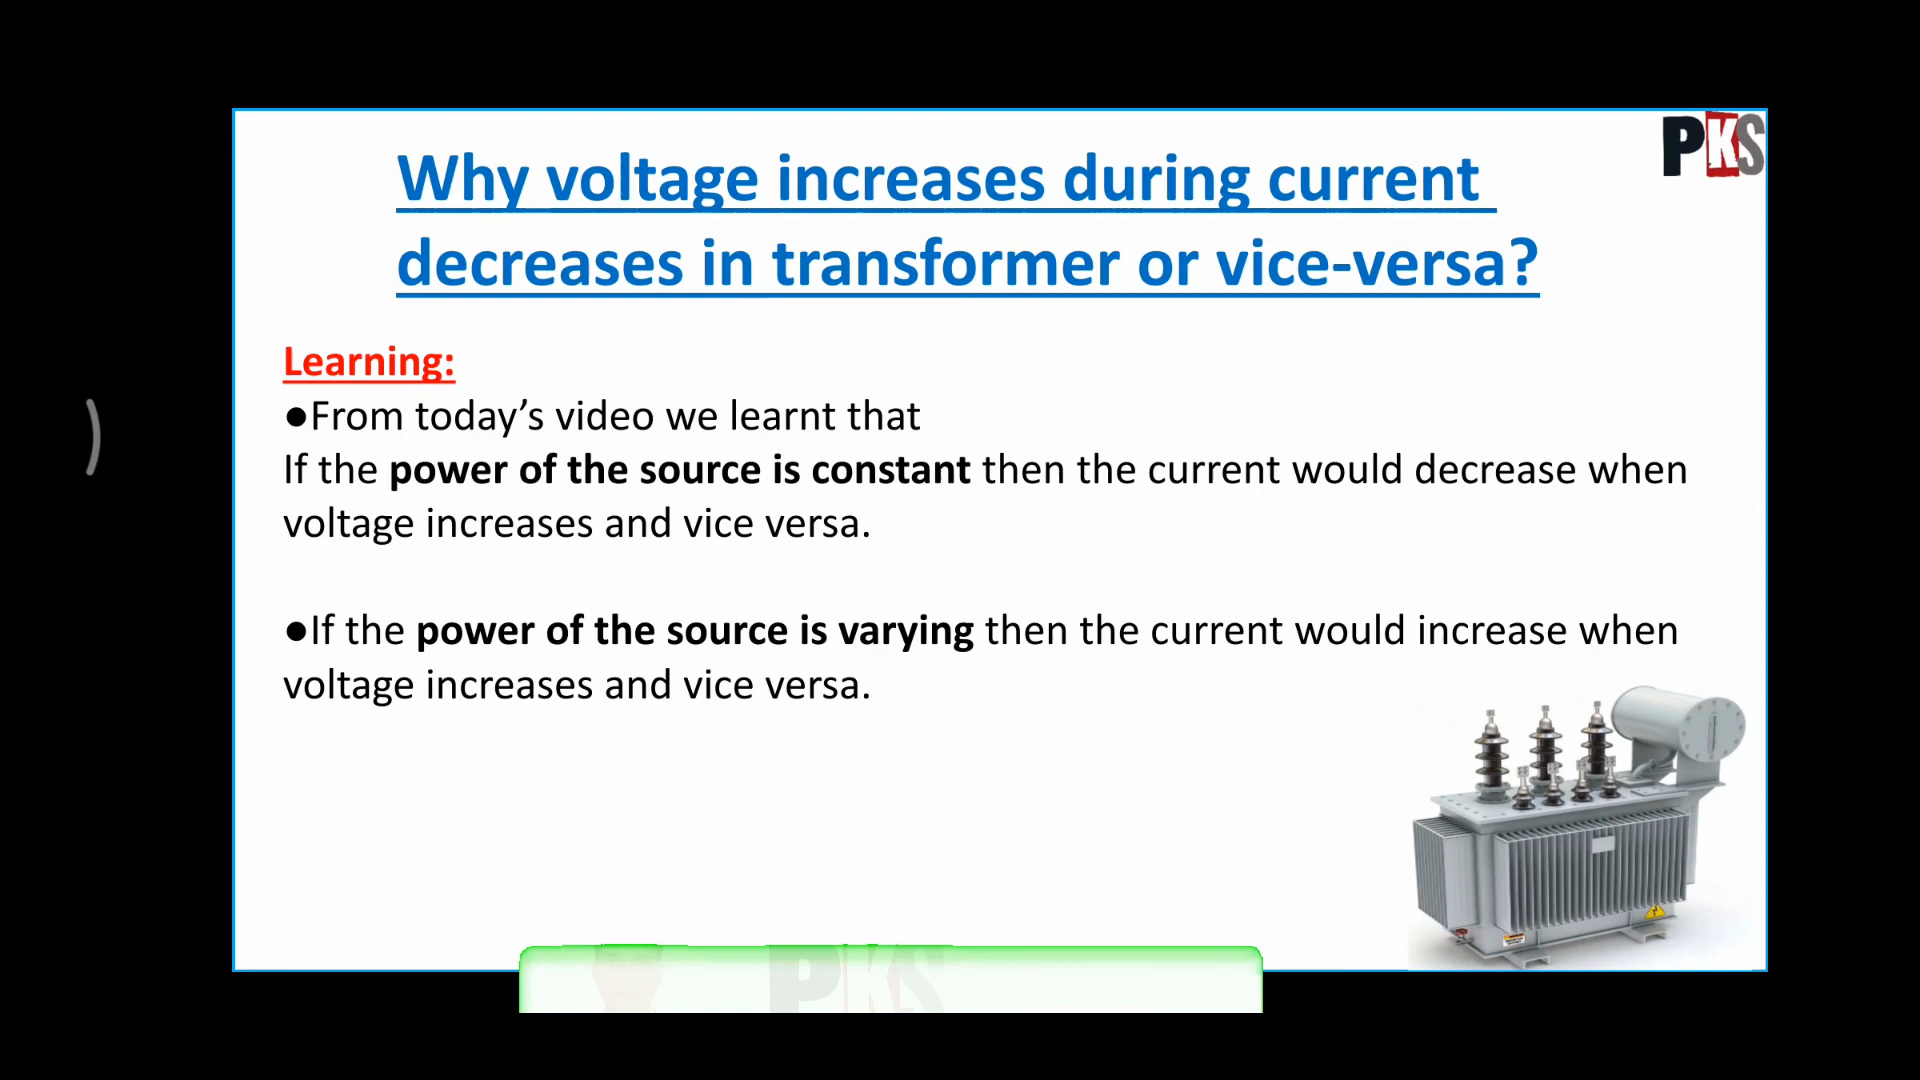 PKS
Why voltage increases during current
decreases in transformer or vice-versa?
Learning:
●From today’s video we learnt that
If the power of the source is constant then the current would decrease when
voltage increases and vice versa.
●If the power of the source is varying then the current would increase when
voltage increases and vice versa.
PKS